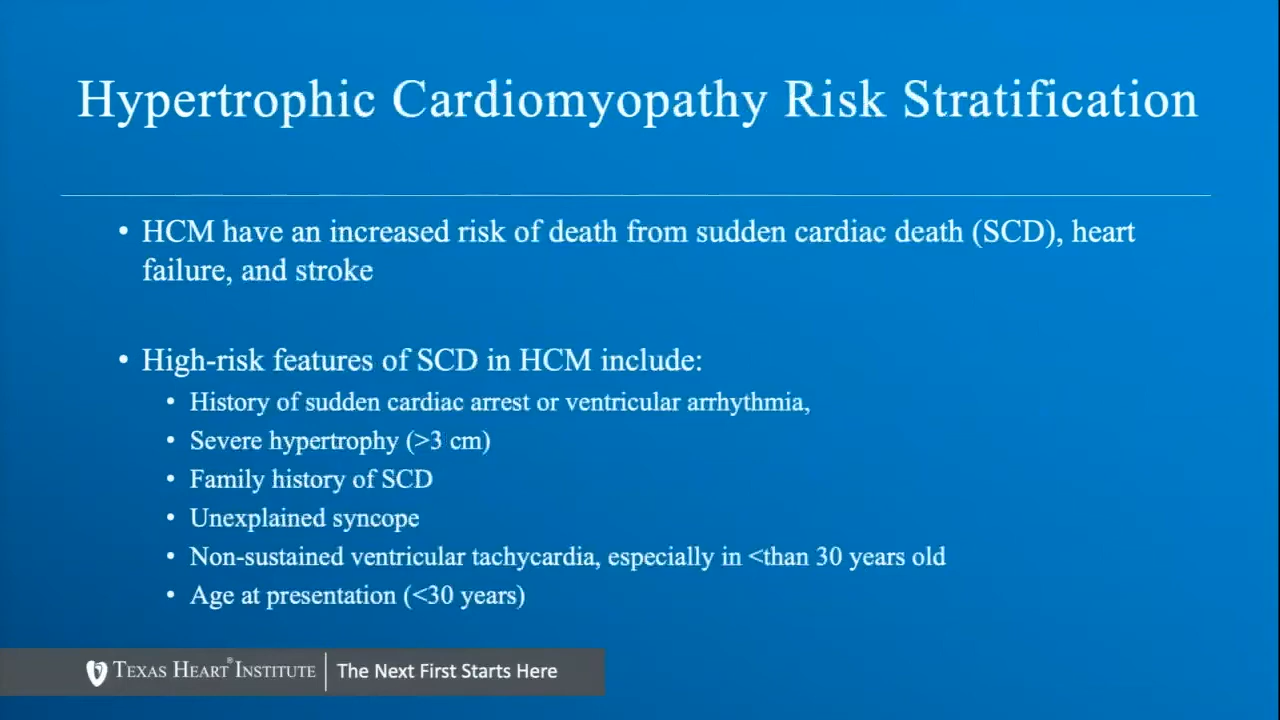 Hypertrophic Cardiomyopathy Risk Stratification
• HCM have an increased risk of death from sudden cardiac death (SCD), heart
failure, and stroke
• High-risk features of SCD in HCM include:
• History of sudden cardiac arrest or ventricular arrhythmia,
• Severe hypertrophy (>3 cm)
• Family history of SCD
• Unexplained syncope
• Non-sustained ventricular tachycardia, especially in <than 30 years old
• Age at presentation (<30 years)
TEXAS HEART® INSTITUTE | The Next First Starts Here